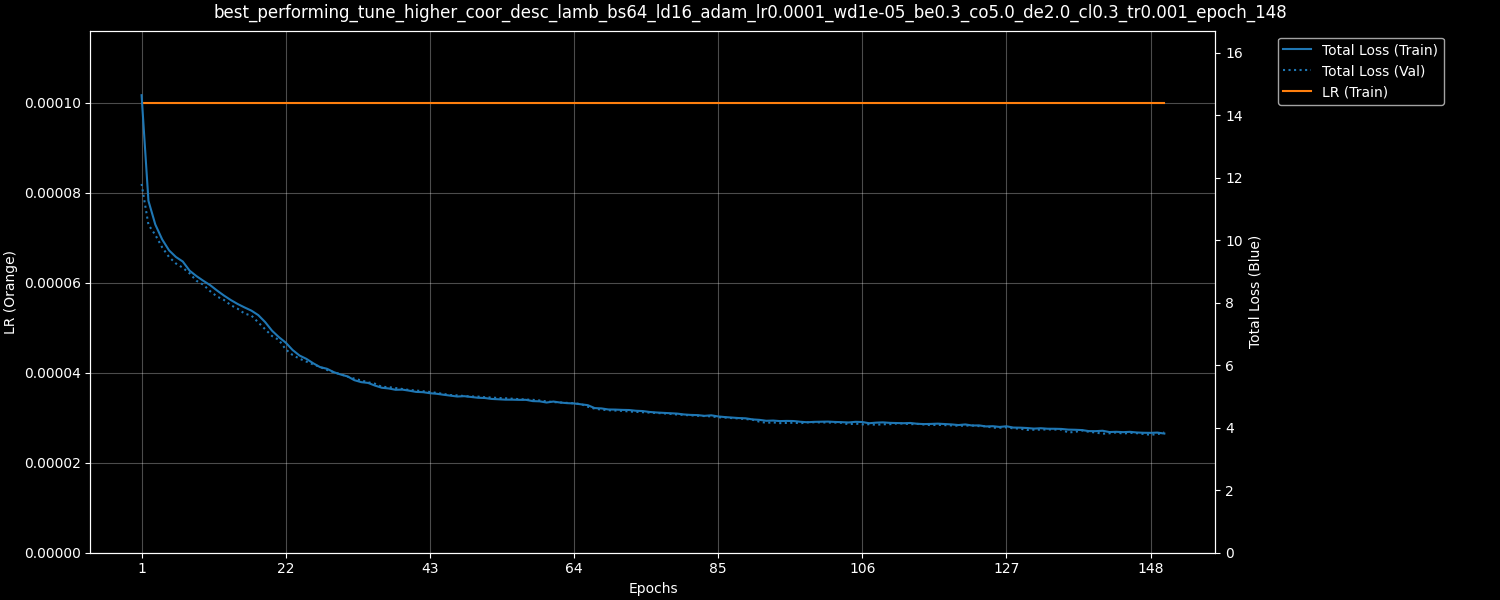 best_performing_tune_higher_coor_desc_lamb_bs64_ld16_adam_lr0.0001_wd1e-05_be0.3_co5.0_de2.0_cl0.3_tr0.001_epoch_148
Total Loss (Train)
Total Loss (Val)
LR (Train)
LR (Orange)
0.00010
0.00008
0.00006
0.00004
0.00002
0.00000
16
14
12
10
8
6
4
2
0
Total Loss (Blue)
1 22 43 64 85 106 127 148
Epochs